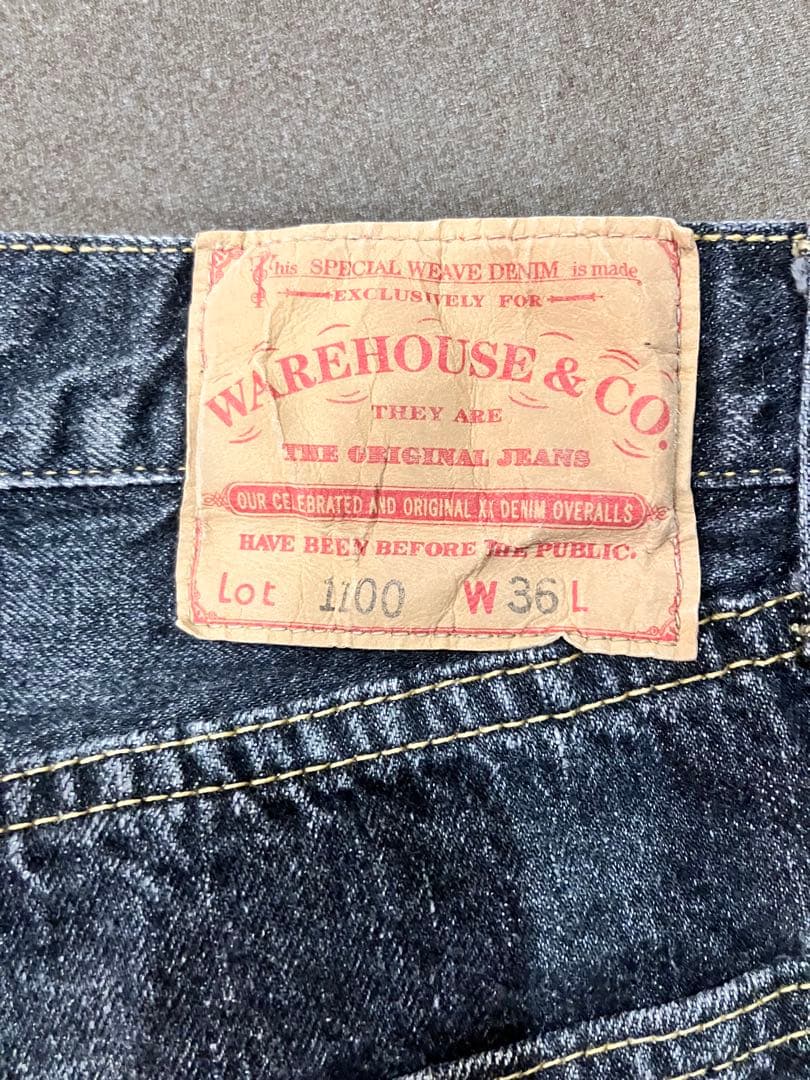 This SPECIAL WEAVE DENIM is made
EXCLUSIVELY FOR
WAREHOUSE & CO.
THEY ARE
THE ORIGINAL JEANS
OUR CELEBRATED AND ORIGINAL XX DENIM OVERALLS
HAVE BEEN BEFORE THE PUBLIC.
Lot 1100 W 36 L